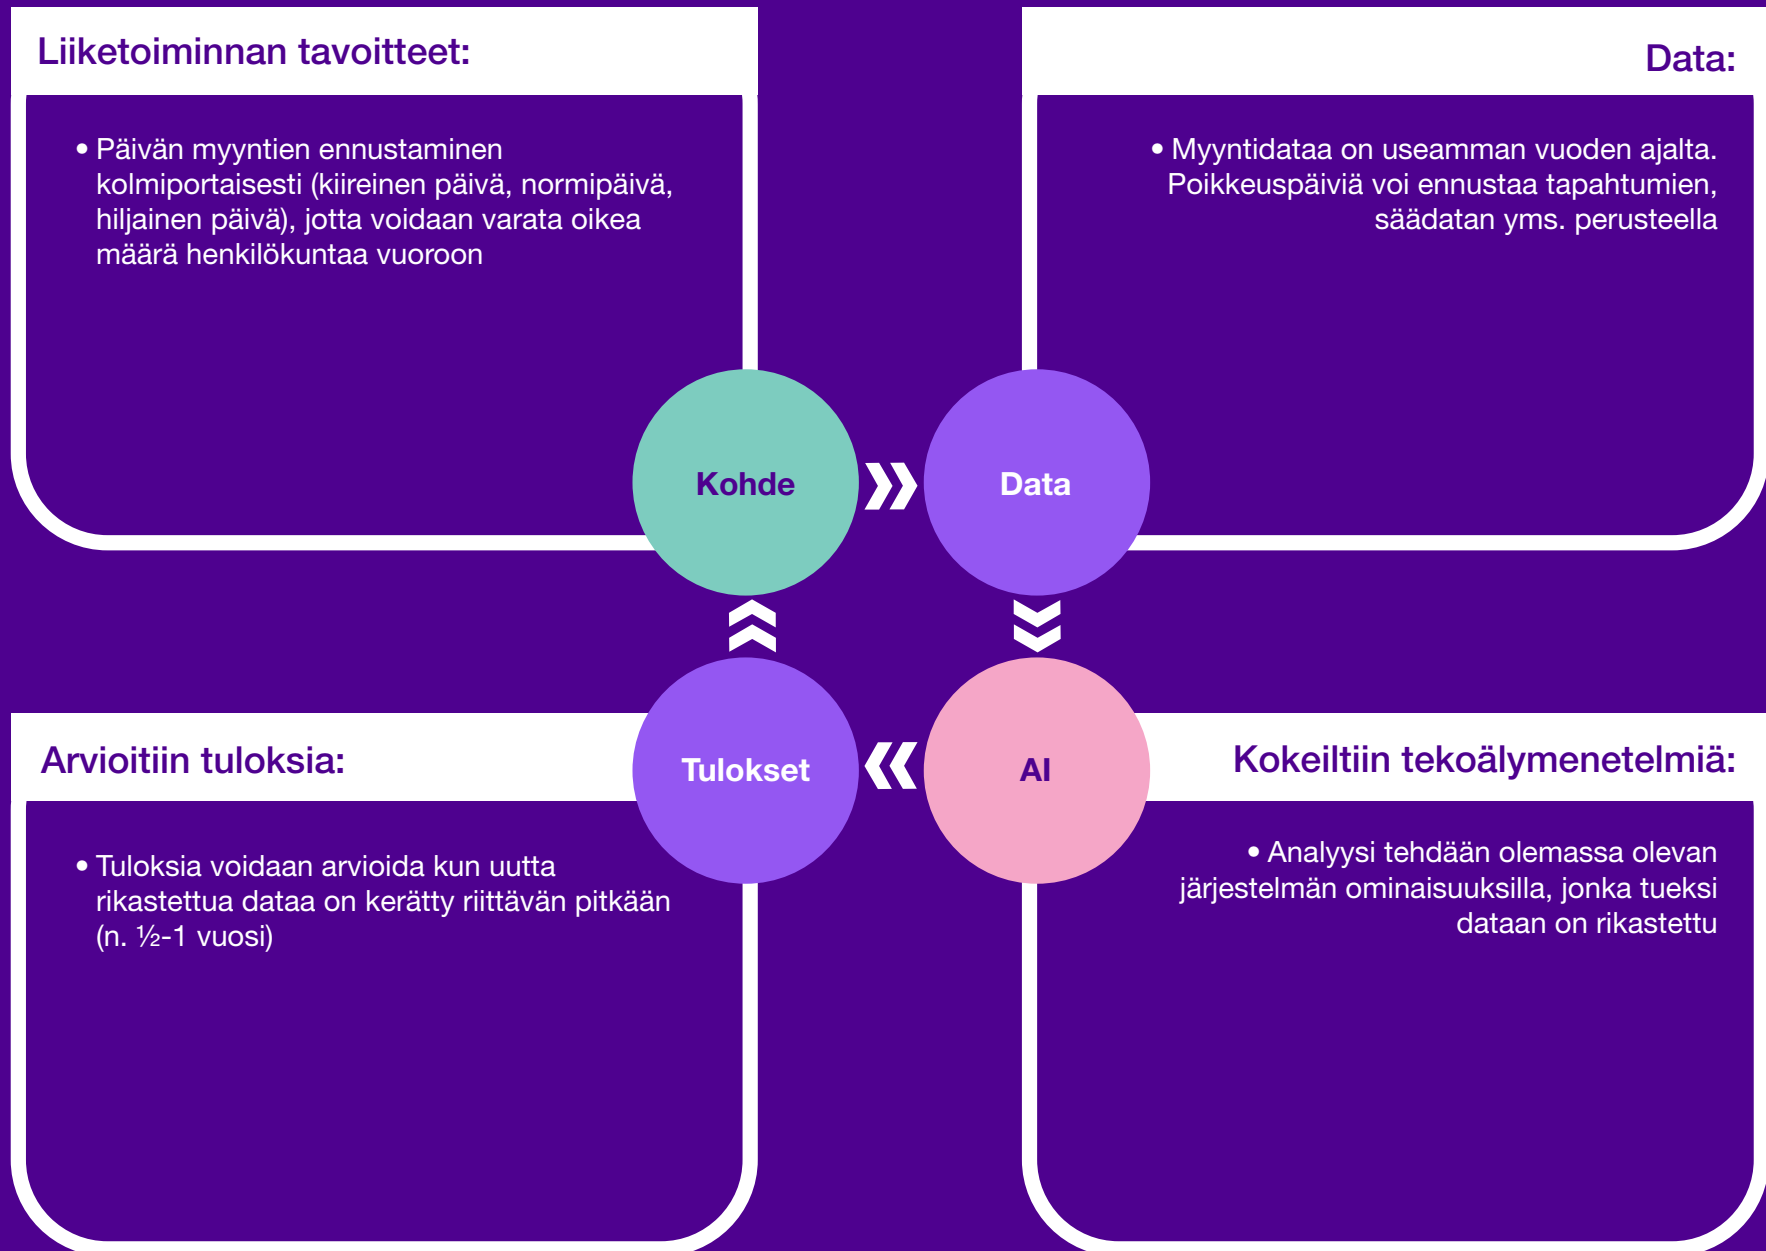 Liiketoiminnan tavoitteet:
• Päivän myyntien ennustaminen
kolmiportaisesti (kiireinen päivä, normipäivä,
hiljainen päivä), jotta voidaan varata oikea
määrä henkilökuntaa vuoroon
Data:
• Myyntidataa on useamman vuoden ajalta.
Poikkeuspäiviä voi ennustaa tapahtumien,
säädatan yms. perusteella
Kohde
Data
Tulokset
AI
Arvioitiin tuloksia:
• Tuloksia voidaan arvioida kun uutta
rikastettua dataa on kerätty riittävän pitkään
(n. ½-1 vuosi)
Kokeiltiin tekoälymenetelmiä:
• Analyysi tehdään olemassa olevan
järjestelmän ominaisuuksilla, jonka tueksi
dataan on rikastettu